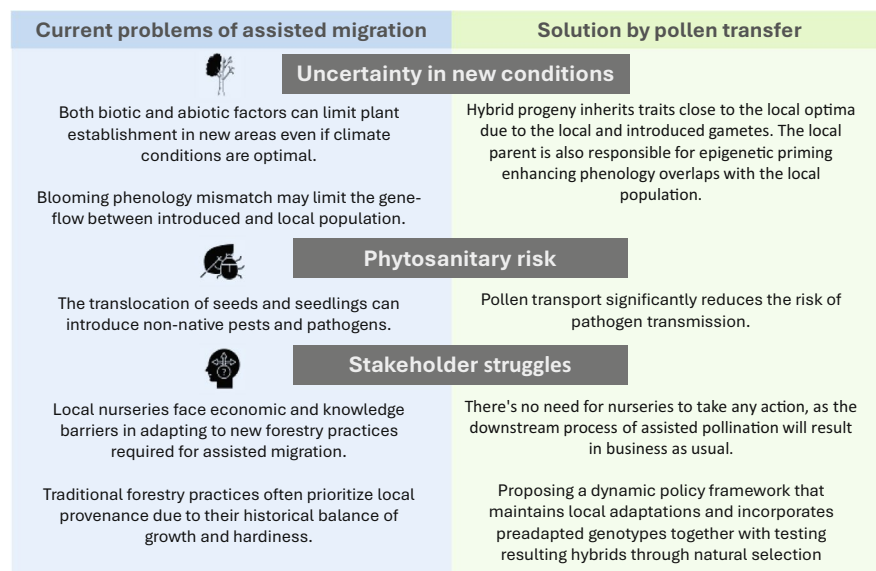 Current problems of assisted migration
Solution by pollen transfer
Uncertainty in new conditions
Both biotic and abiotic factors can limit plant
establishment in new areas even if climate
conditions are optimal.
Blooming phenology mismatch may limit the gene-
flow between introduced and local population.
Hybrid progeny inherits traits close to the local optima
due to the local and introduced gametes. The local
parent is also responsible for epigenetic priming
enhancing phenology overlaps with the local
population.
Phytosanitary risk
The translocation of seeds and seedlings can
introduce non-native pests and pathogens.
Pollen transport significantly reduces the risk of
pathogen transmission.
Stakeholder struggles
?
Local nurseries face economic and knowledge
barriers in adapting to new forestry practices
required for assisted migration.
Traditional forestry practices often prioritize local
provenance due to their historical balance of
growth and hardiness.
There's no need for nurseries to take any action, as the
downstream process of assisted pollination will result
in business as usual.
Proposing a dynamic policy framework that
maintains local adaptations and incorporates
preadapted genotypes together with testing
resulting hybrids through natural selection